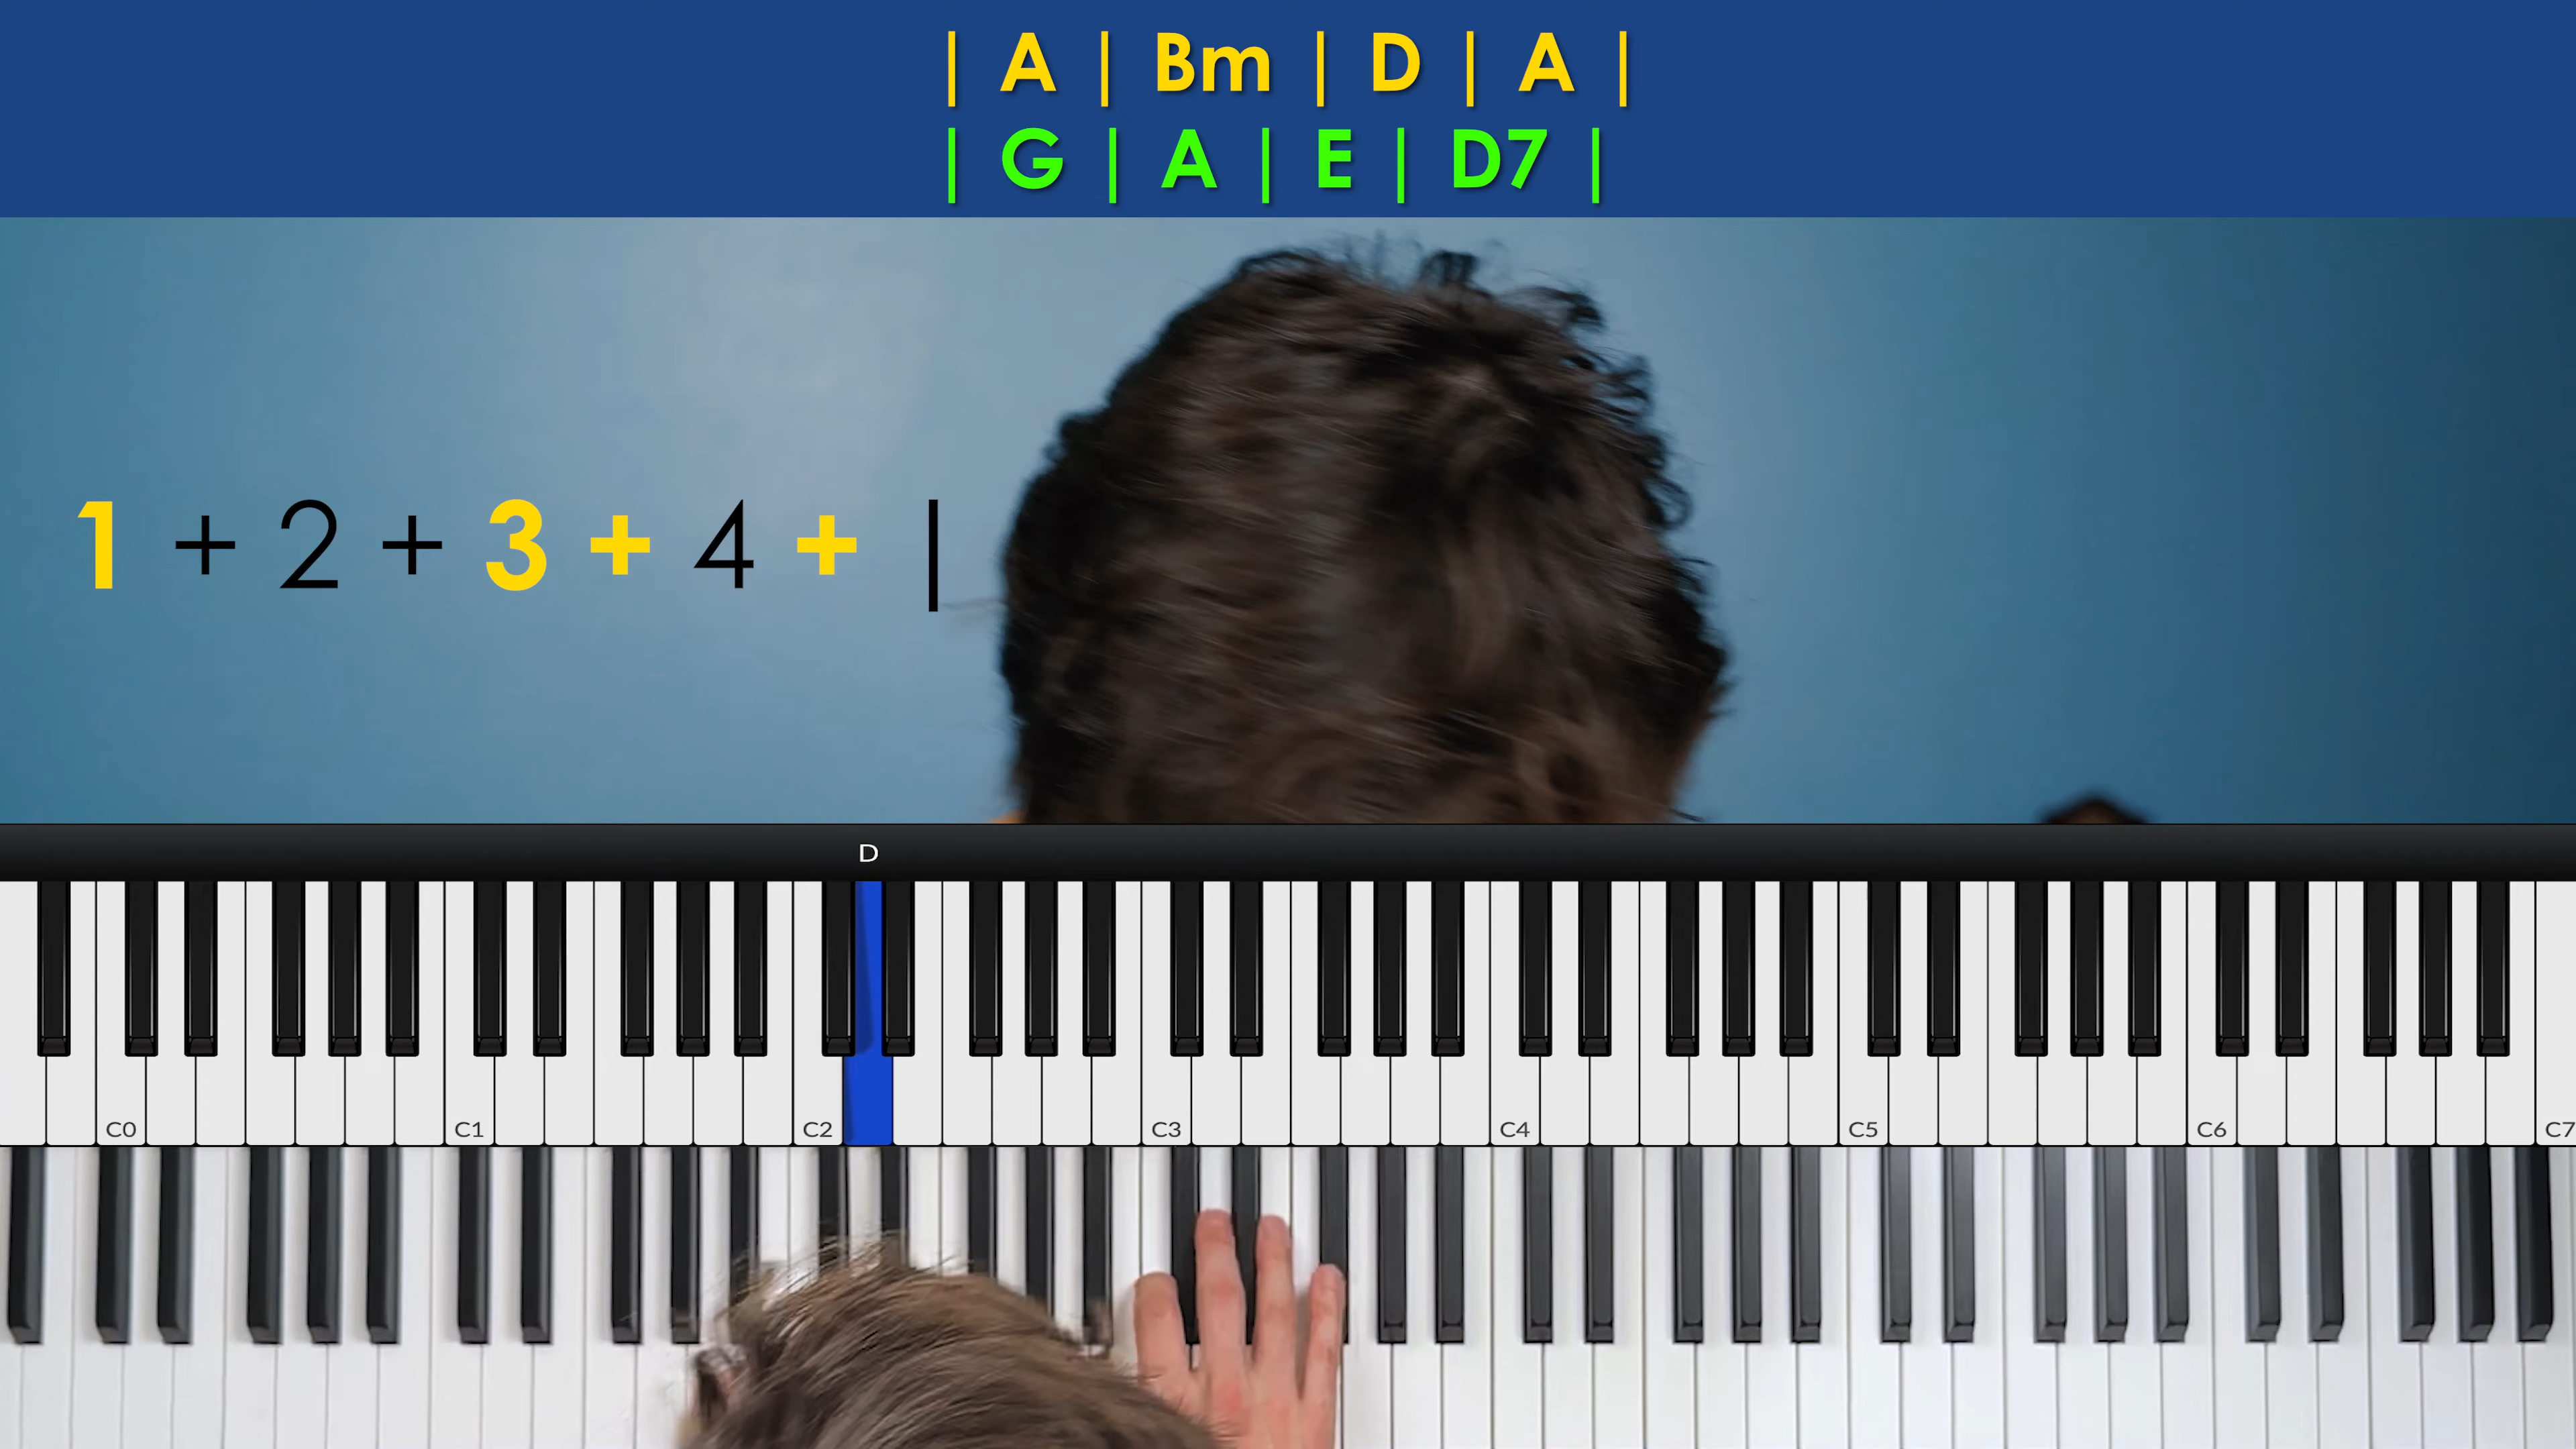 | A | Bm | D | A |
| G | A | E | D7 |
1 + 2 + 3 + 4 + |
D
C0 C1 C2 C3 C4 C5 C6 C7